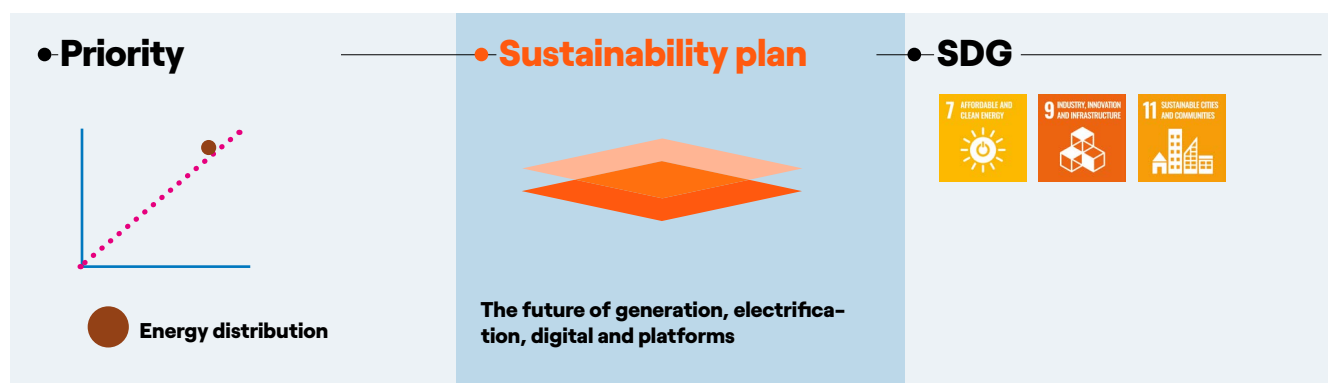 Priority
Sustainability plan
SDG
7 AFFORDABLE AND
CLEAN ENERGY
9 INDUSTRY, INNOVATION
AND INFRASTRUCTURE
11 SUSTAINABLE CITIES
AND COMMUNITIES
Energy distribution
The future of generation, electrifica-
tion, digital and platforms